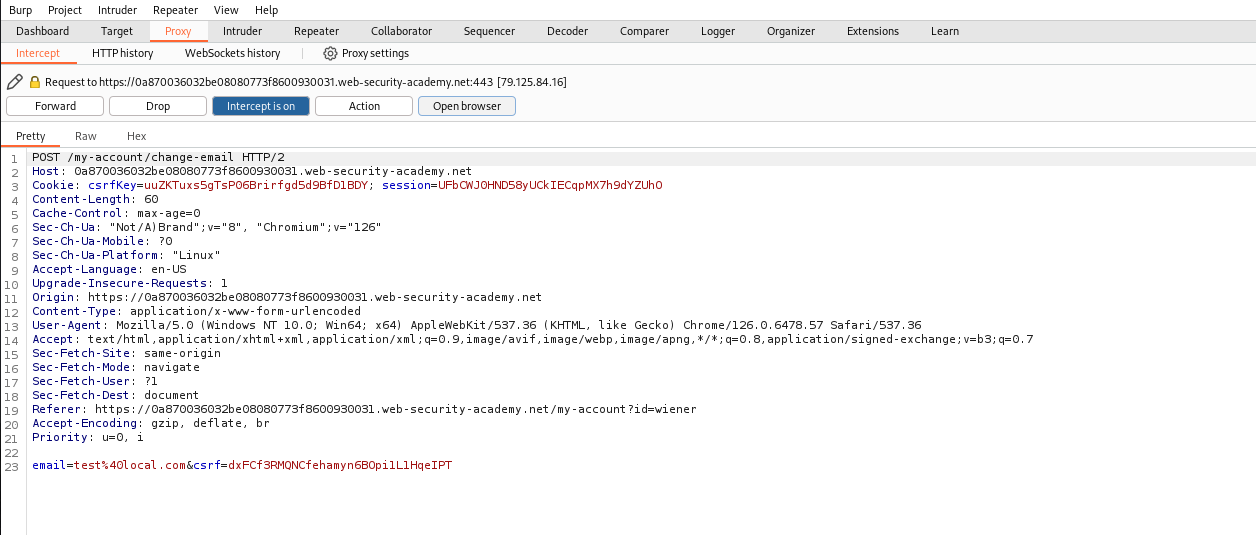 Burp Project Intruder Repeater View Help
Dashboard Target Proxy Intruder Repeater Collaborator Sequencer Decoder Comparer Logger Organizer Extensions Learn
Intercept HTTP history WebSockets history Proxy settings
Request to https://0a870036032be08080773f8600930031.web-security-academy.net:443 [79.125.84.16]
Forward Drop Intercept is on Action Open browser
Pretty Raw Hex
1 POST /my-account/change-email HTTP/2
2 Host: 0a870036032be08080773f8600930031.web-security-academy.net
3 Cookie: csrfKey=uuZKTuxs5gTsP06Brirfgd5d9BfD1BDY; session=UFbCWJ0HND58yUCkIECqpMX7h9dYZUhO
4 Content-Length: 60
5 Cache-Control: max-age=0
6 Sec-Ch-Ua: "Not/A)Brand";v="8", "Chromium";v="126"
7 Sec-Ch-Ua-Mobile: ?0
8 Sec-Ch-Ua-Platform: "Linux"
9 Accept-Language: en-US
10 Upgrade-Insecure-Requests: 1
11 Origin: https://0a870036032be08080773f8600930031.web-security-academy.net
12 Content-Type: application/x-www-form-urlencoded
13 User-Agent: Mozilla/5.0 (Windows NT 10.0; Win64; x64) AppleWebKit/537.36 (KHTML, like Gecko) Chrome/126.0.6478.57 Safari/537.36
14 Accept: text/html,application/xhtml+xml,application/xml;q=0.9,image/avif,image/webp,image/apng,*/*;q=0.8,application/signed-exchange;v=b3;q=0.7
15 Sec-Fetch-Site: same-origin
16 Sec-Fetch-Mode: navigate
17 Sec-Fetch-User: ?1
18 Sec-Fetch-Dest: document
19 Referer: https://0a870036032be08080773f8600930031.web-security-academy.net/my-account?id=wiener
20 Accept-Encoding: gzip, deflate, br
21 Priority: u=0, i
22
23 email=test%40local.com&csrf=dxFCf3RMQNCfehamyn6BOpi1L1HqeIPT